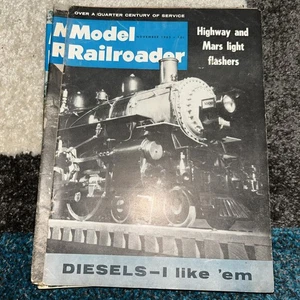 OVER A QUARTER CENTURY OF SERVICE
M Model
R Railroader
Highway and
Mars light
flashers
DIESELS—I like 'em